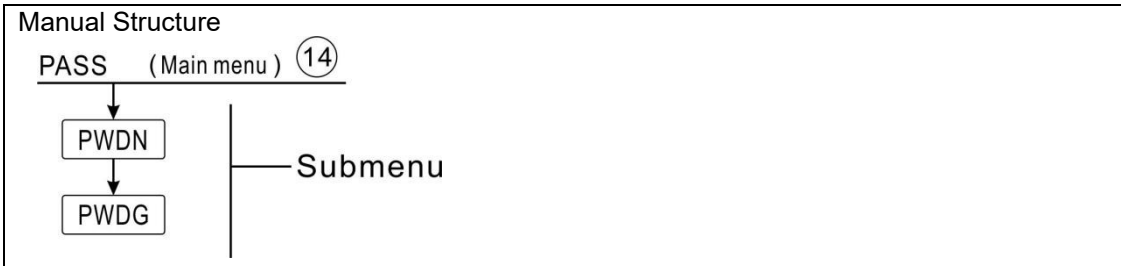 Manual Structure
PASS (Main menu) 14
PWDN
Submenu
PWDG